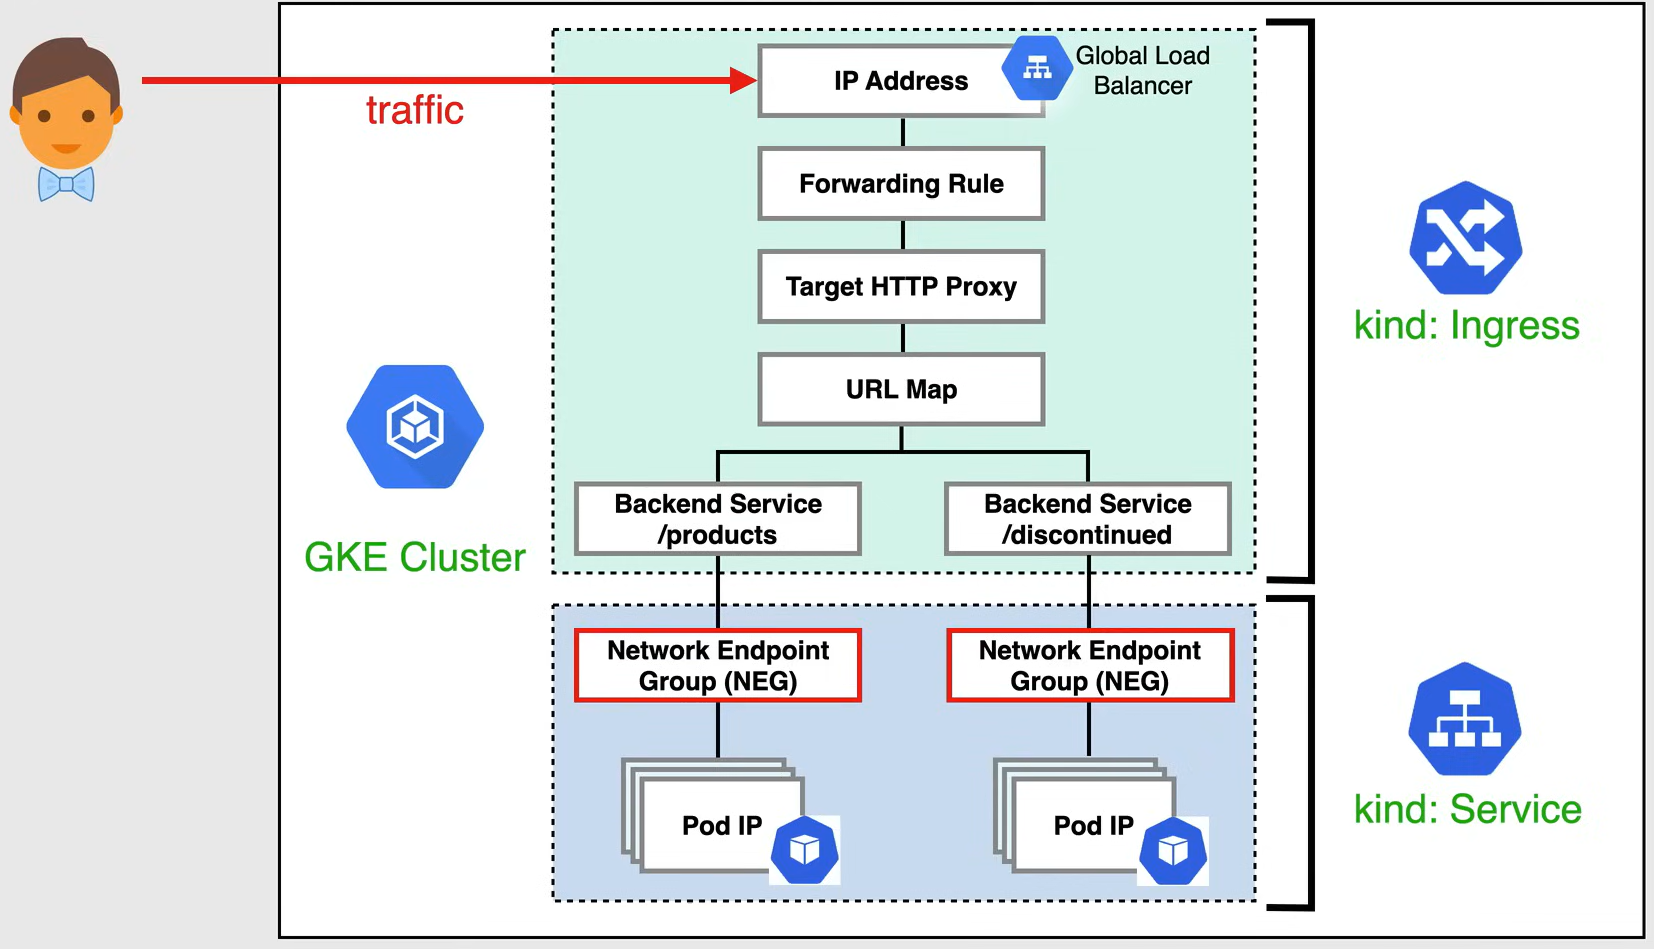 traffic
IP Address
Global Load
Balancer
Forwarding Rule
Target HTTP Proxy
URL Map
Backend Service
/products
Backend Service
/discontinued
kind: Ingress
GKE Cluster
Network Endpoint
Group (NEG)
Network Endpoint
Group (NEG)
Pod IP
Pod IP
kind: Service